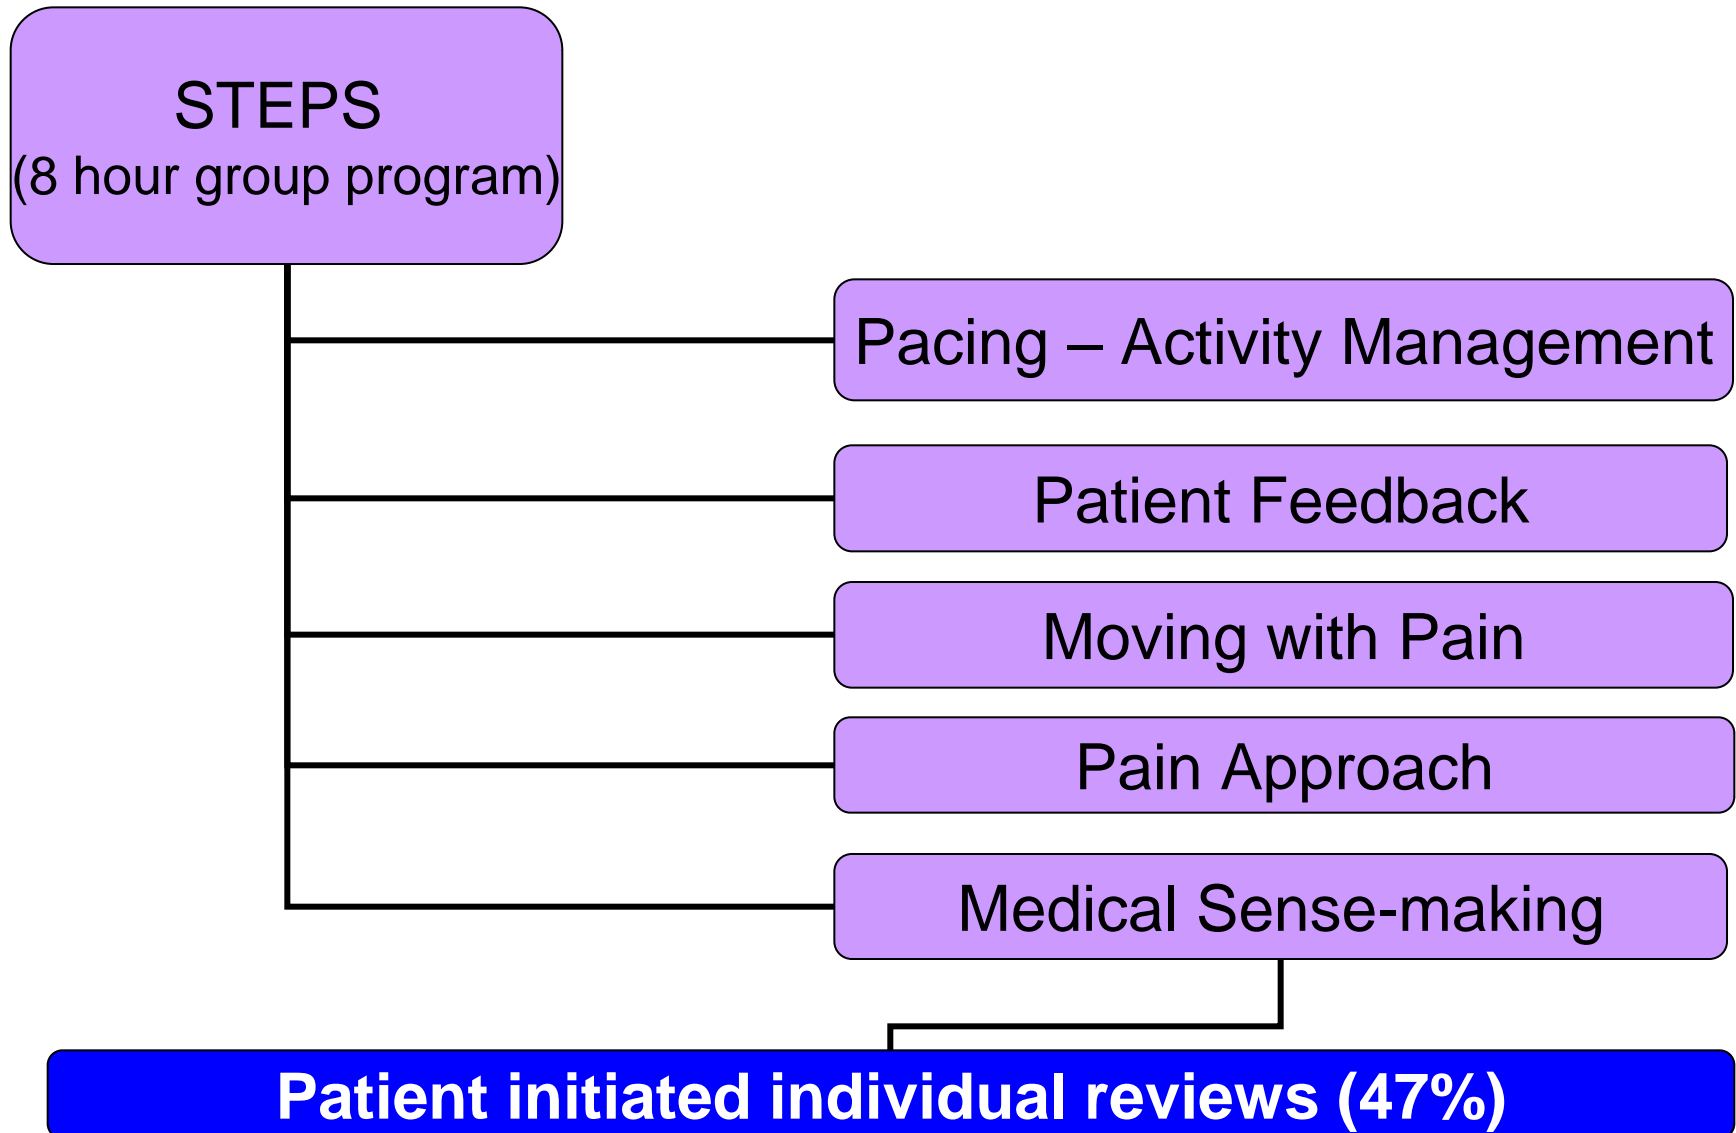 STEPS
(8 hour group program)
Pacing – Activity Management
Patient Feedback
Moving with Pain
Pain Approach
Medical Sense-making
Patient initiated individual reviews (47%)